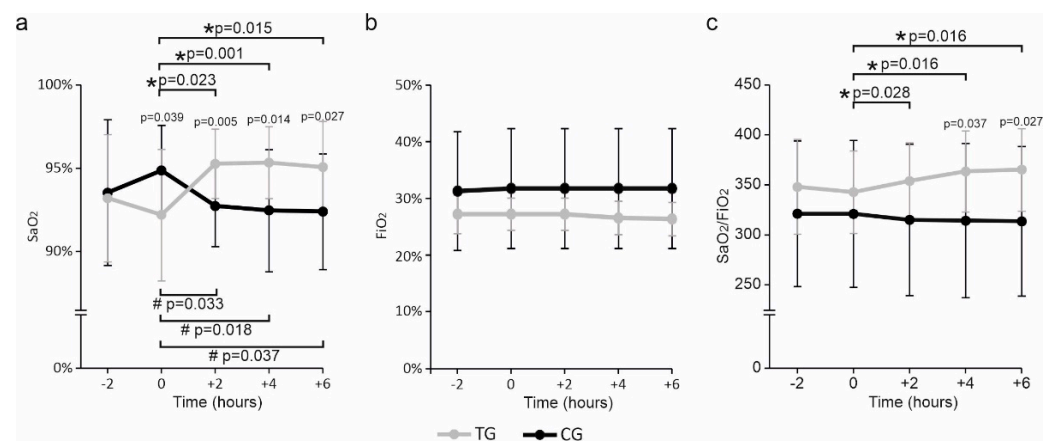 a
*p=0.015
*p=0.001
*p=0.023
100%
95%
90%
0%
SaO2
p=0.039
p=0.005
p=0.014
p=0.027
# p=0.033
# p=0.018
# p=0.037
-2
0
+2
+4
+6
Time (hours)
b
50%
40%
30%
20%
10%
0%
FiO2
-2
0
+2
+4
+6
Time (hours)
c
*p=0.016
*p=0.016
*p=0.028
450
400
350
300
250
0
SaO2/FiO2
p=0.037
p=0.027
-2
0
+2
+4
+6
Time (hours)
TG CG